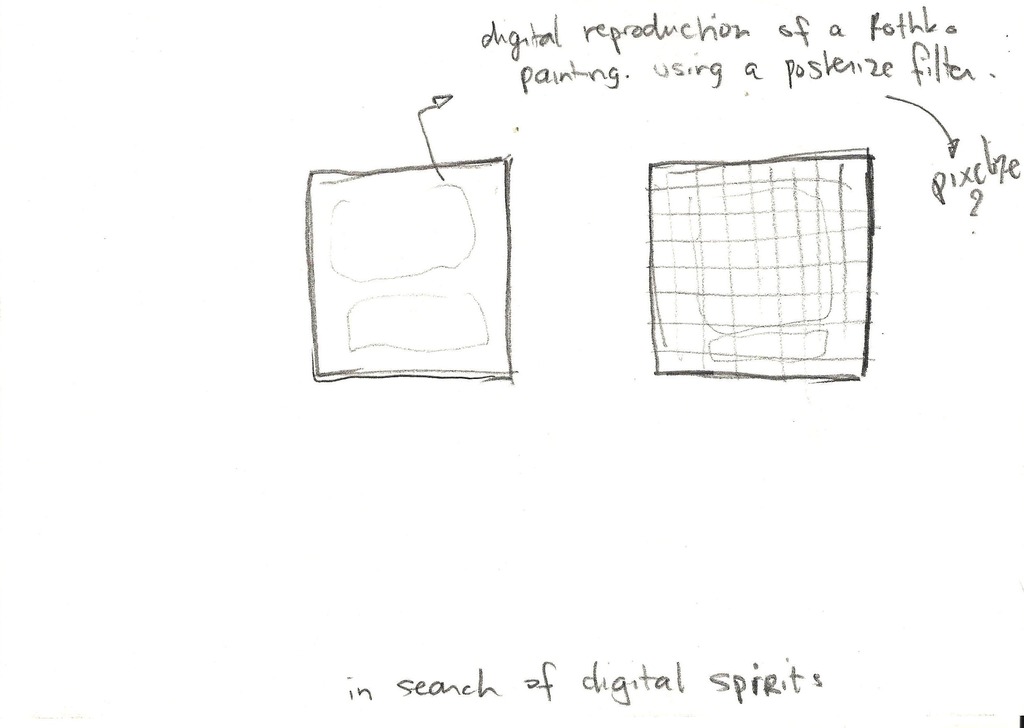 digital reproduction of a Rothko
painting. using a posterize filter.
pixelize
?
in search of digital spirits